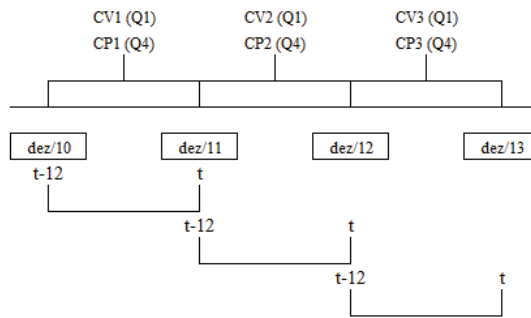 CV1 (Q1) CV2 (Q1) CV3 (Q1)
CP1 (Q4) CP2 (Q4) CP3 (Q4)
dez/10 dez/11 dez/12 dez/13
t-12 t
t-12 t
t-12 t